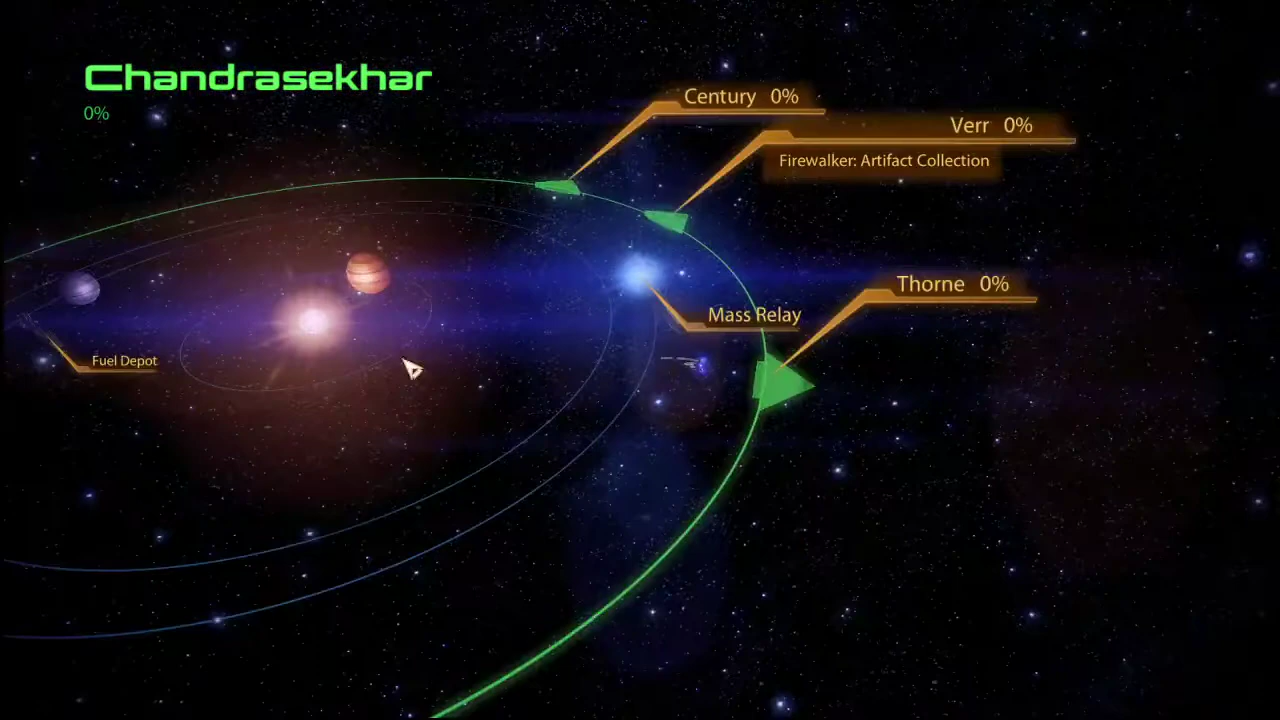 Chandrasekhar
0%
Century 0%
Verr 0%
Firewalker: Artifact Collection
Thorne 0%
Mass Relay
Fuel Depot